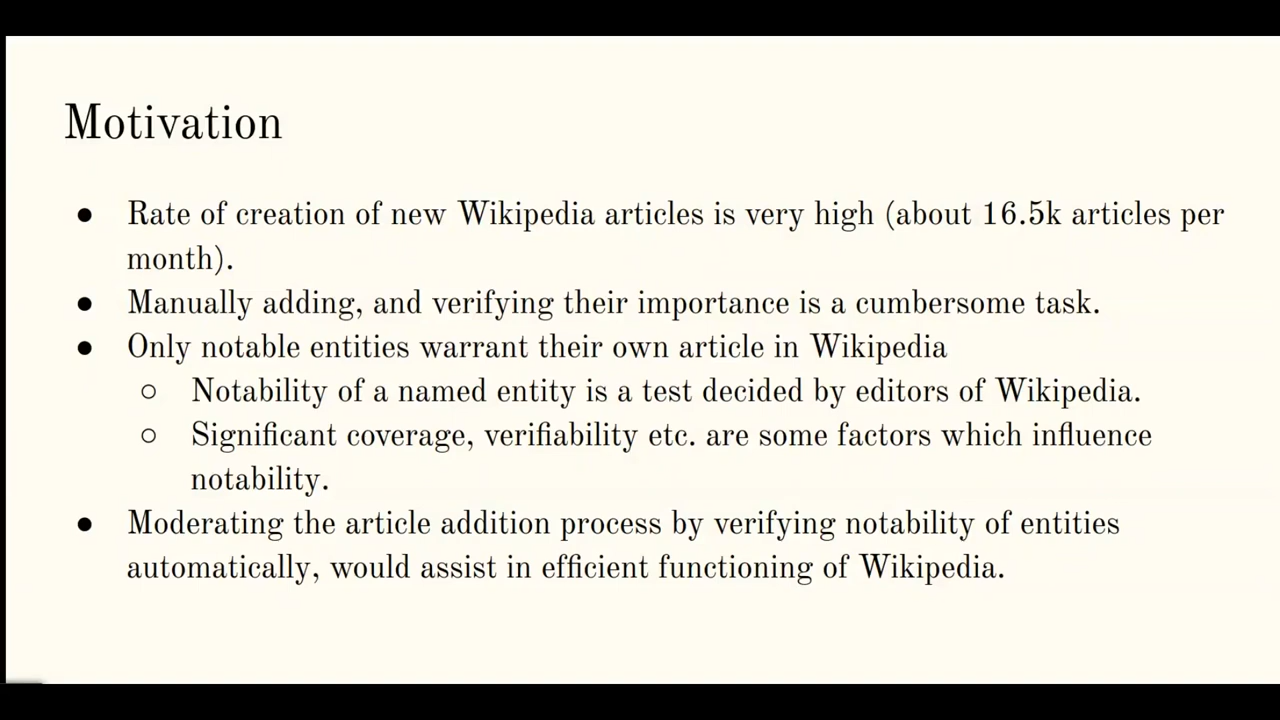 Motivation
● Rate of creation of new Wikipedia articles is very high (about 16.5k articles per
month).
● Manually adding, and verifying their importance is a cumbersome task.
● Only notable entities warrant their own article in Wikipedia
○ Notability of a named entity is a test decided by editors of Wikipedia.
○ Significant coverage, verifiability etc. are some factors which influence
notability.
● Moderating the article addition process by verifying notability of entities
automatically, would assist in efficient functioning of Wikipedia.